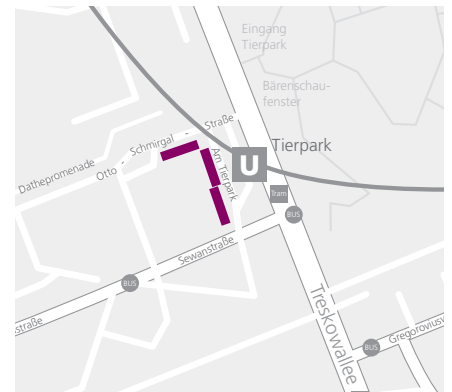 Eingang
Tierpark
Bärenschau-
fenster
Otto - Schmirgal - Straße
Tierpark
U
Am Tierpark
Dathepromenade
Tram
BUS
Sewanstraße
BUS
Treskowallee
straße
BUS
Gregoroviusw